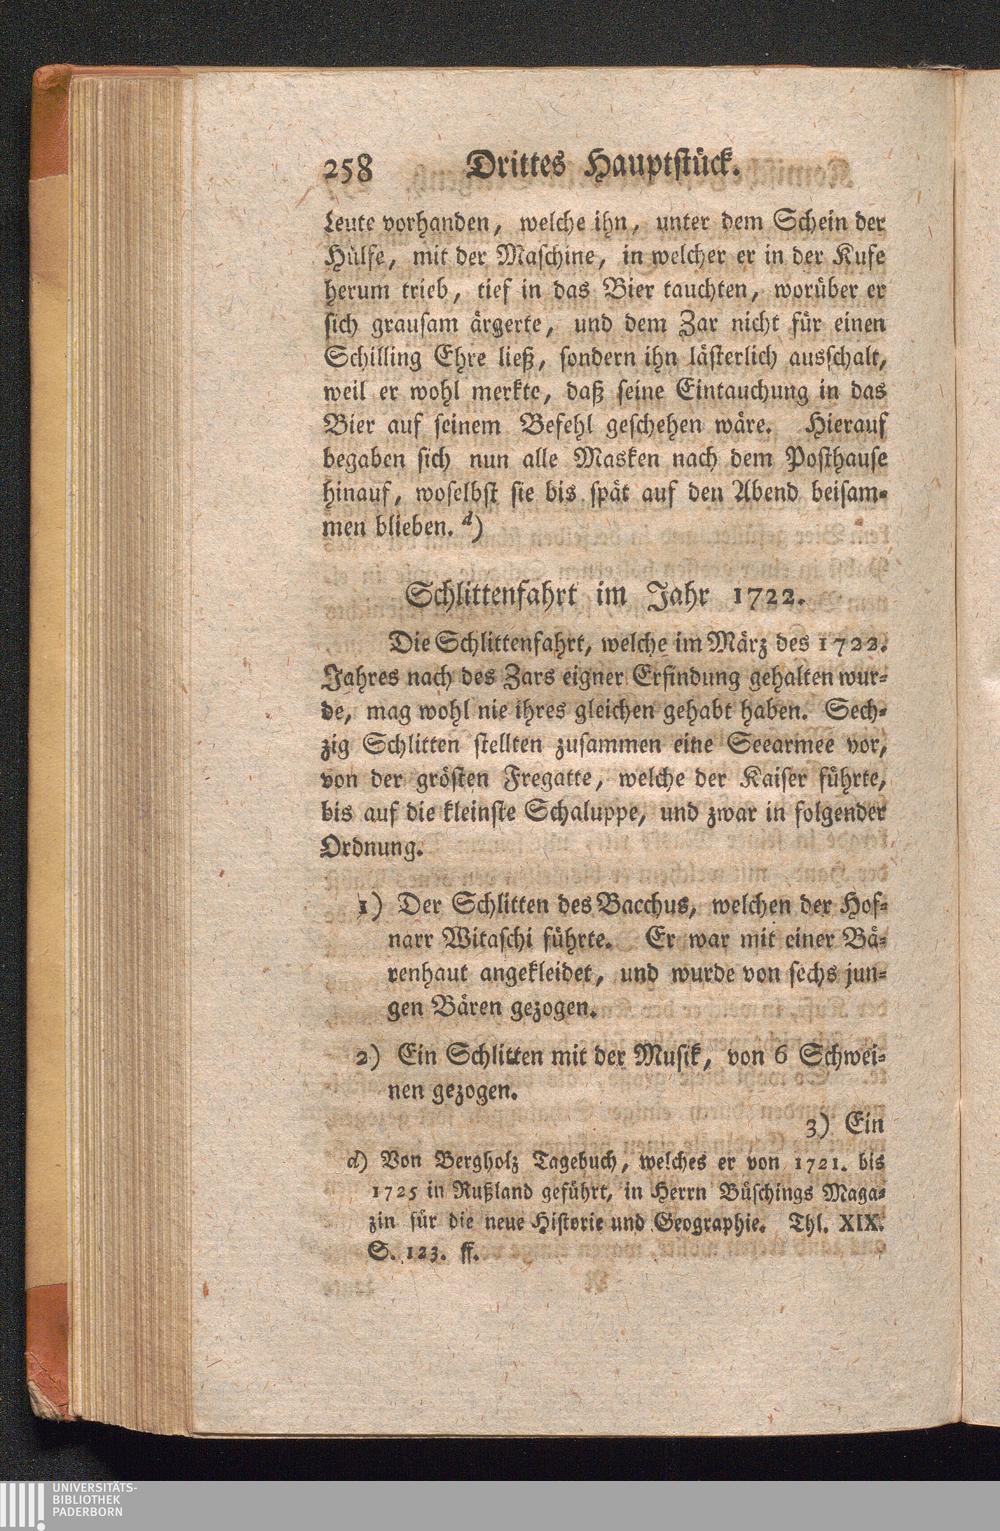 258 Drittes Hauptstück.
Leute vorhanden, welche ihn, unter dem Schein der
Hülfe, mit der Maschine, in welcher er in der Kufe
herum trieb, tief in das Bier tauchten, worüber er
sich grausam ärgerte, und dem Zar nicht für einen
Schilling Ehre ließ, sondern ihn lästerlich ausschalt,
weil er wohl merkte, daß seine Eintauchung in das
Bier auf seinem Befehl geschehen wäre. Hierauf
begaben sich nun alle Masken nach dem Posthause
hinauf, woselbst sie bis spät auf den Abend beisam-
men blieben. d)
Schlittenfahrt im Jahr 1722.
Die Schlittenfahrt, welche im März des 1722.
Jahres nach des Zars eigner Erfindung gehalten wur-
de, mag wohl nie ihres gleichen gehabt haben. Sech-
zig Schlitten stellten zusammen eine Seearmee vor,
von der grösten Fregatte, welche der Kaiser führte,
bis auf die kleinste Schaluppe, und zwar in folgender
Ordnung.
1) Der Schlitten des Bacchus, welchen der Hof-
narr Witaschi führte. Er war mit einer Bä-
renhaut angekleidet, und wurde von sechs jun-
gen Bären gezogen.
2) Ein Schlitten mit der Musik, von 6 Schwei-
nen gezogen.
3) Ein
d) Von Bergholz Tagebuch, welches er von 1721. bis
1725 in Rußland geführt, in Herrn Büschings Maga-
zin für die neue Historie und Geographie. Thl. XIX.
S. 123. ff.
UNIVERSITÄTS-
BIBLIOTHEK
PADERBORN